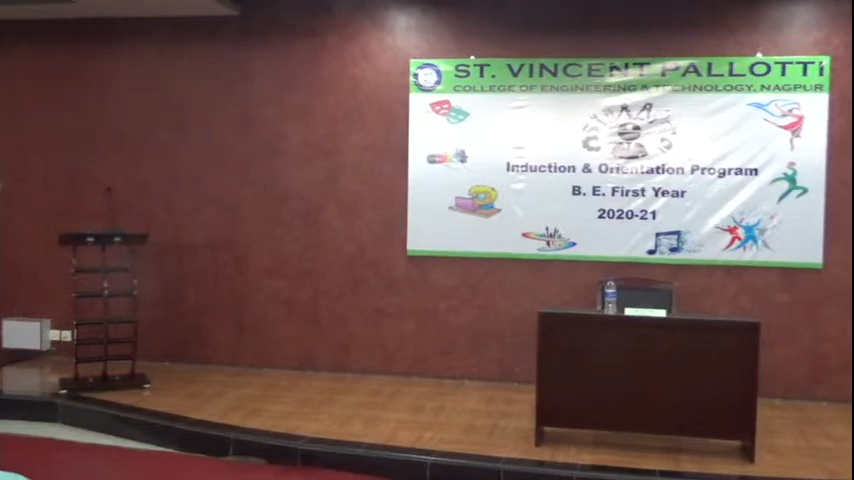 ST. VINCENT PALLOTTI
COLLEGE OF ENGINEERING & TECHNOLOGY, NAGPUR
Induction & Orientation Program
B. E. First Year
2020-21